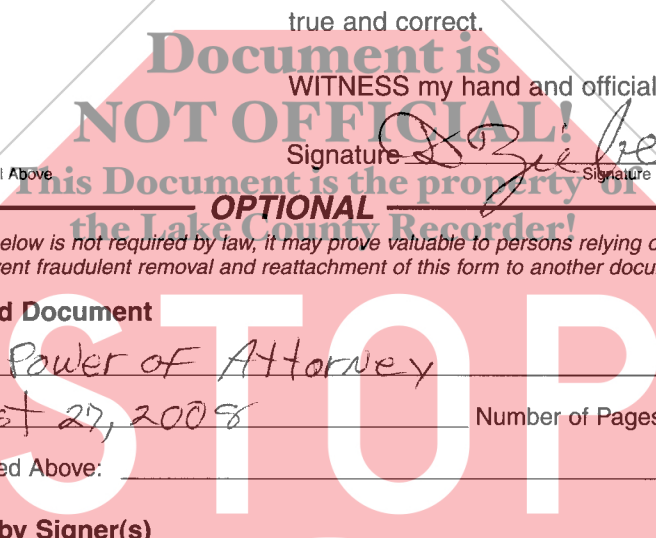 true and correct.
Document is
WITNESS my hand and official
NOT OFFICIAL!
Signature
l Above
Signature
This Document is the property of
OPTIONAL
the Lake County Recorder!
elow is not required by law, it may prove valuable to persons relying o
vent fraudulent removal and reattachment of this form to another docu
d Document
Power of Attorney
st 27, 2008 Number of Pages
ed Above:
STOP
by Signer(s)